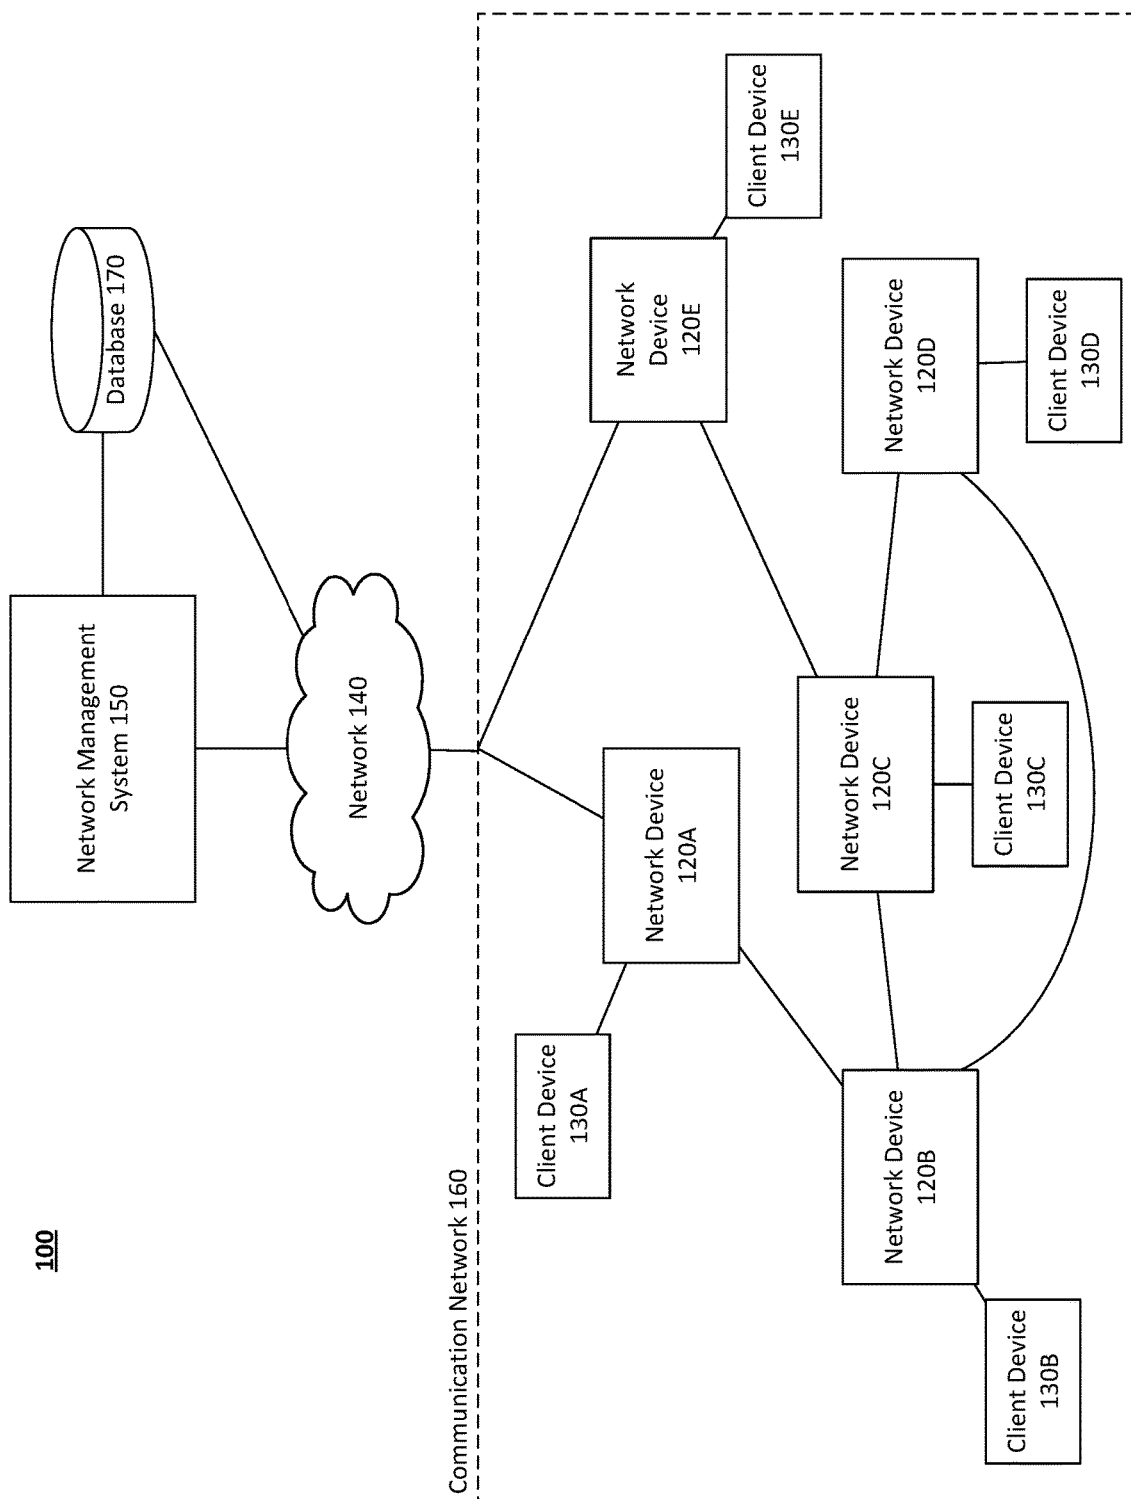 100
Network Management
System 150
Database 170
Network 140
Communication Network 160
Client Device
130A
Network Device
120A
Network
Device
120E
Client Device
130E
Network Device
120B
Network Device
120C
Network Device
120D
Client Device
130B
Client Device
130C
Client Device
130D